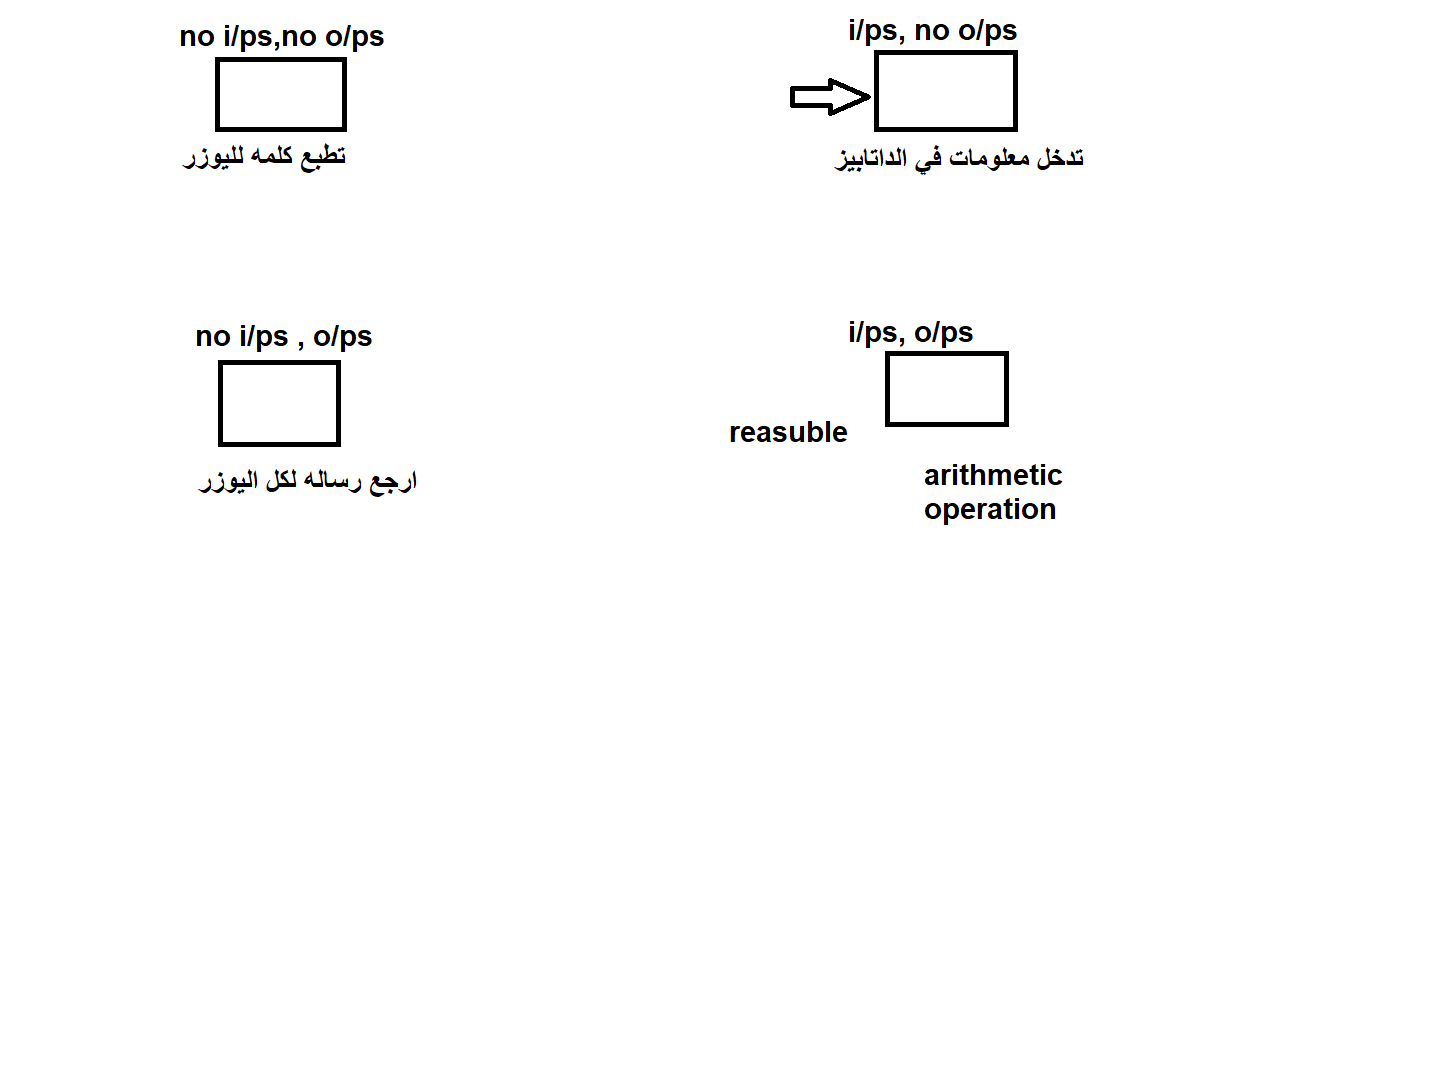 no i/ps,no o/ps
تطبع كلمه لليوزر
i/ps, no o/ps
تدخل معلومات في الداتابيز
no i/ps , o/ps
ارجع رساله لكل اليوزر
i/ps, o/ps
reasuble
arithmetic
operation